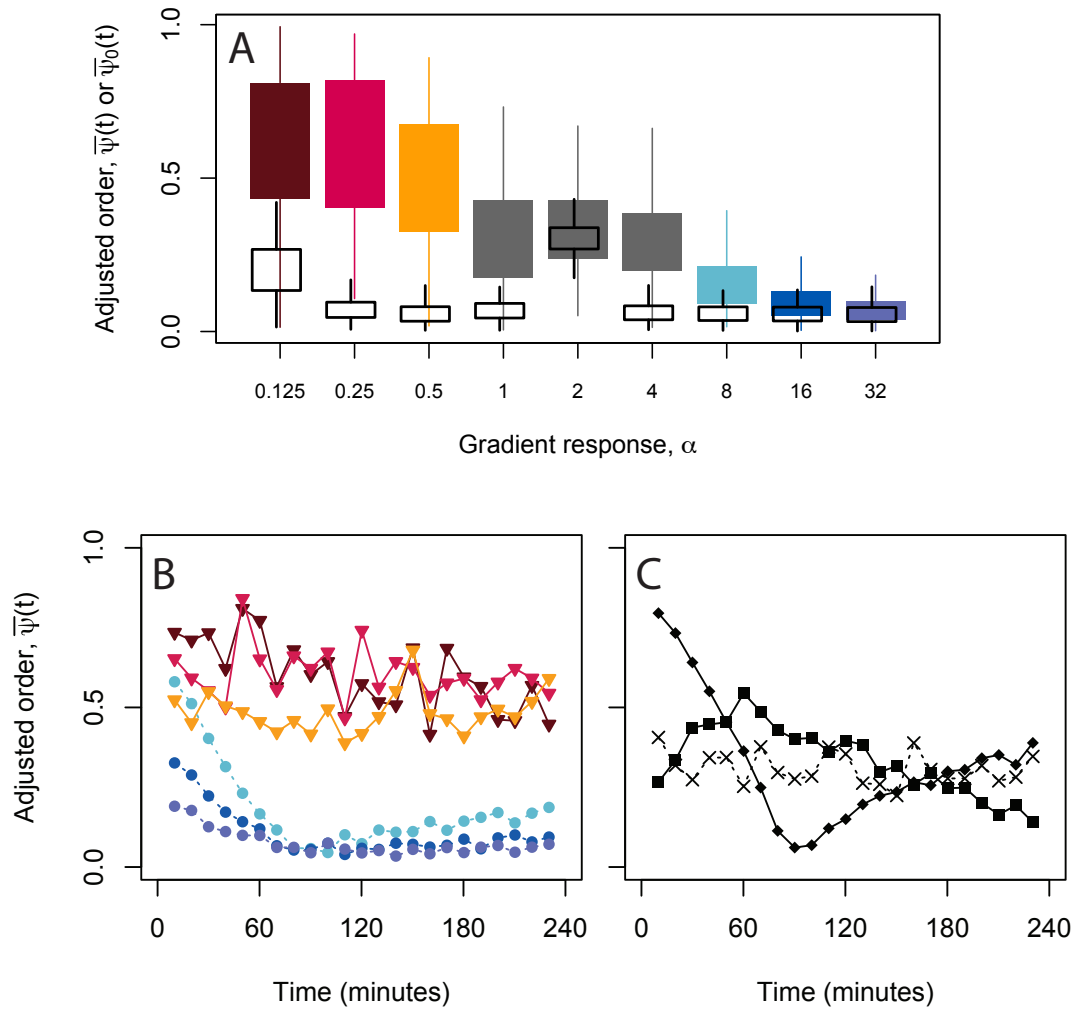 A
Adjusted order, ψ̅(t) or ψ̅₀(t)
1.0
0.5
0.0
0.125 0.25 0.5 1 2 4 8 16 32
Gradient response, α
B
Adjusted order, ψ̅(t)
1.0
0.5
0.0
0 60 120 180 240
Time (minutes)
C
0 60 120 180 240
Time (minutes)